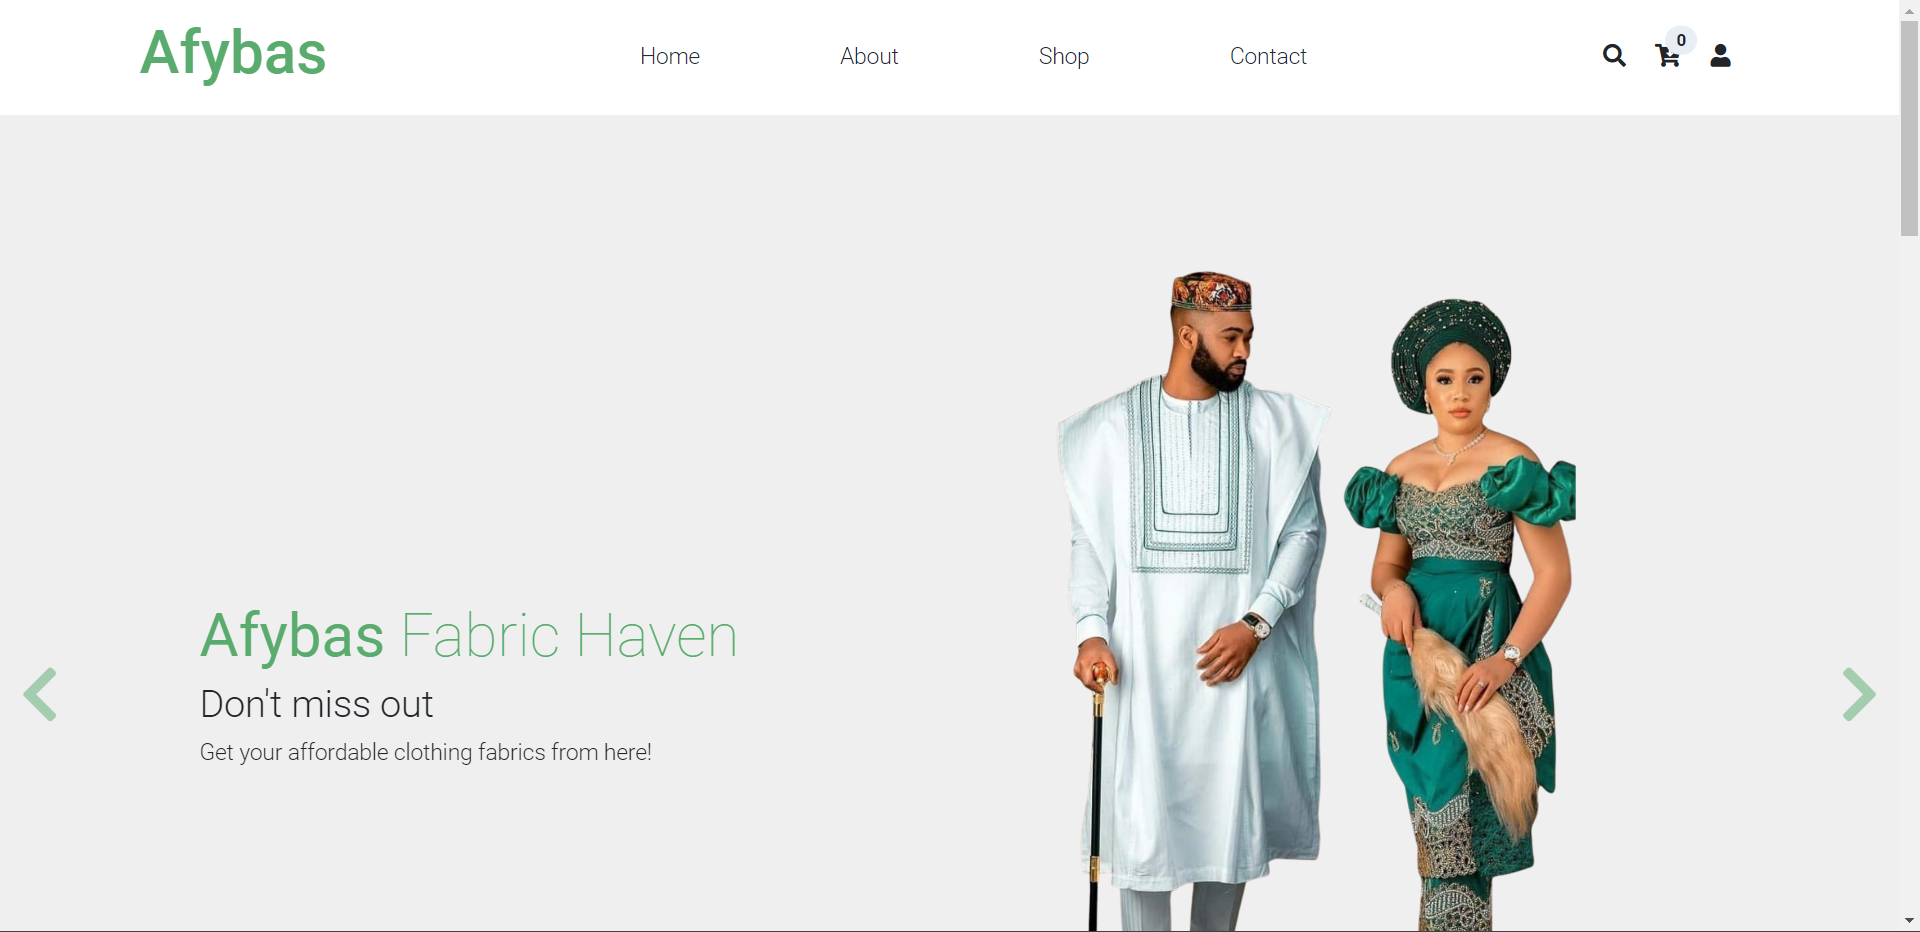 Afybas
Home
About
Shop
Contact
0
Afybas Fabric Haven
Don't miss out
Get your affordable clothing fabrics from here!